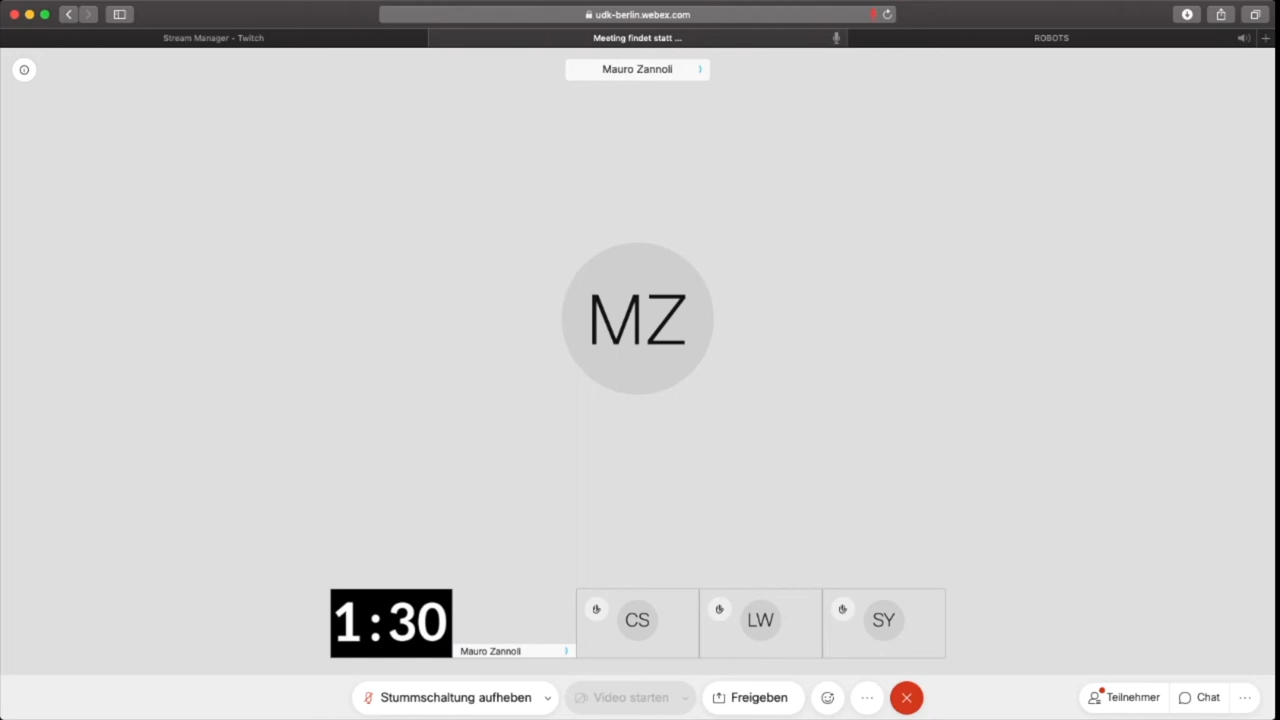 udk-berlin.webex.com
Stream Manager - Twitch
Meeting findet statt ...
ROBOTS
Mauro Zannoli
MZ
1:30
Mauro Zannoli
CS
LW
SY
Stummschaltung aufheben
Video starten
Freigeben
Teilnehmer
Chat